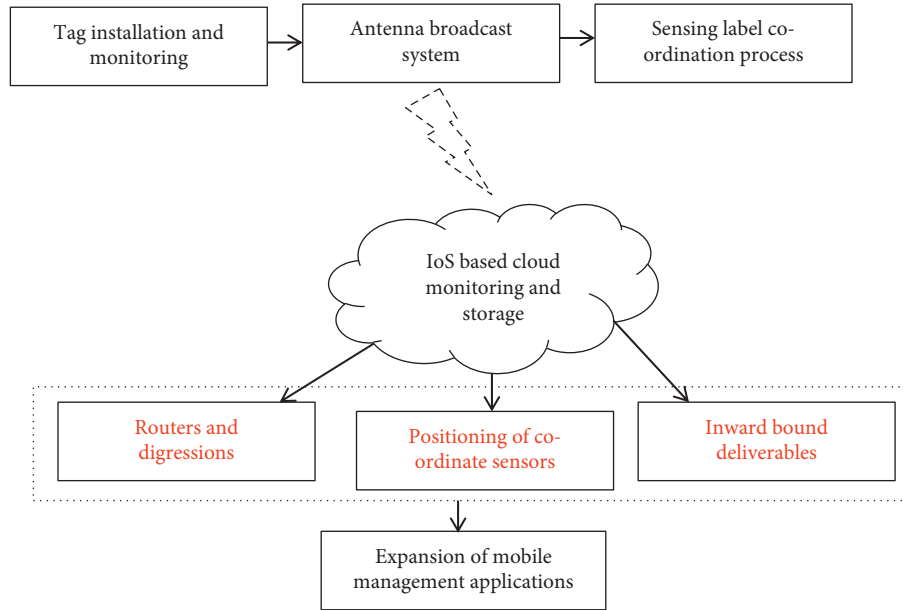 Tag installation and
monitoring
Antenna broadcast
system
Sensing label co-
ordination process
IoS based cloud
monitoring and
storage
Routers and
digressions
Positioning of co-
ordinate sensors
Inward bound
deliverables
Expansion of mobile
management applications